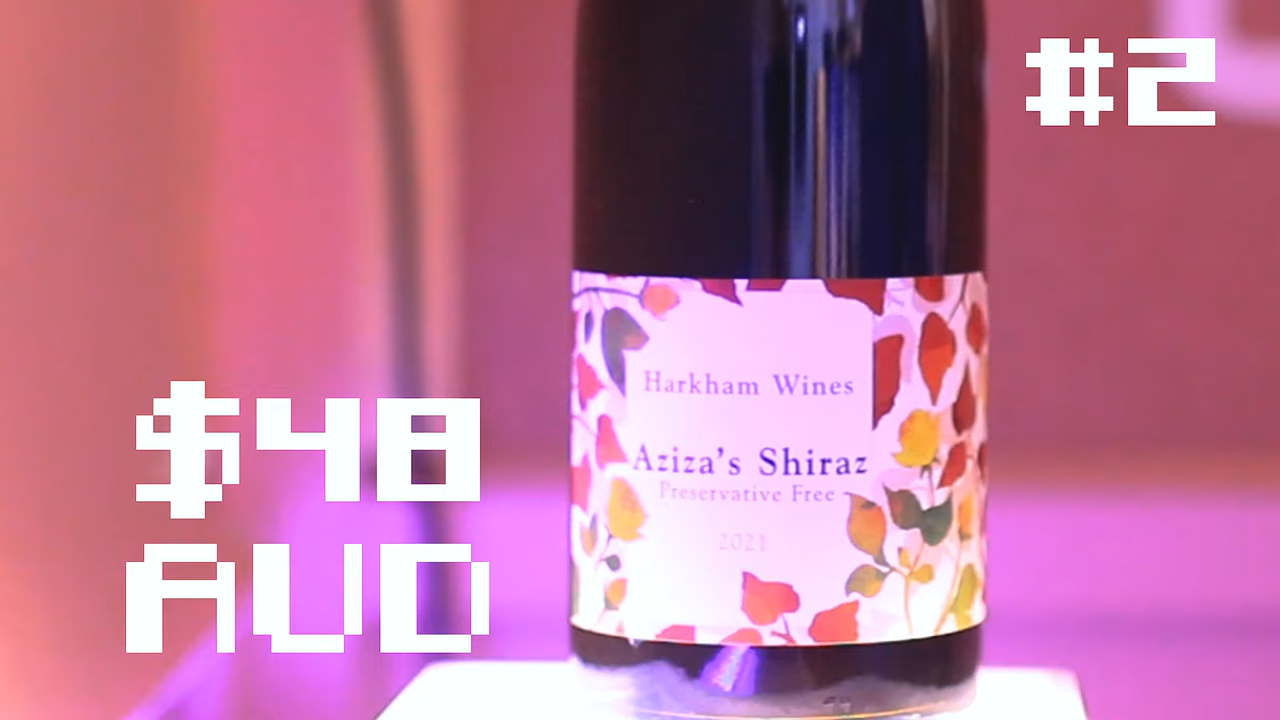 #2
Harkham Wines
Aziza's Shiraz
Preservative Free
2021
$48
AUD